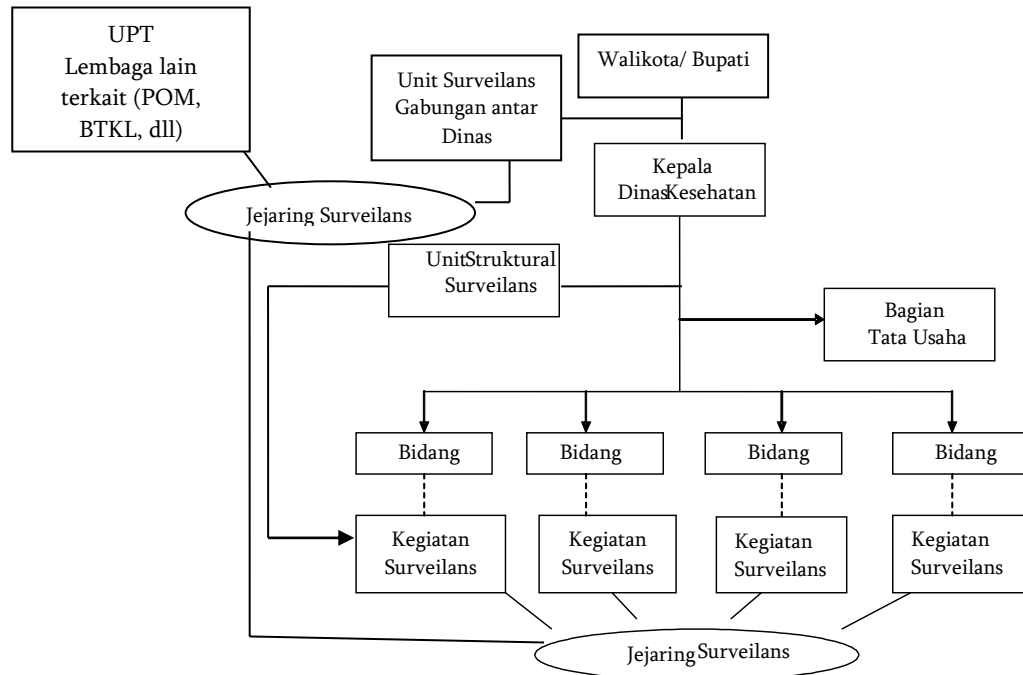 UPT
Lembaga lain
terkait (POM,
BTKL, dll)
Unit Surveilans
Gabungan antar
Dinas
Walikota/ Bupati
Kepala
DinasKesehatan
Jejaring Surveilans
UnitStruktural
Surveilans
Bagian
Tata Usaha
Bidang
Bidang
Bidang
Bidang
Kegiatan
Surveilans
Kegiatan
Surveilans
Kegiatan
Surveilans
Kegiatan
Surveilans
JejaringSurveilans